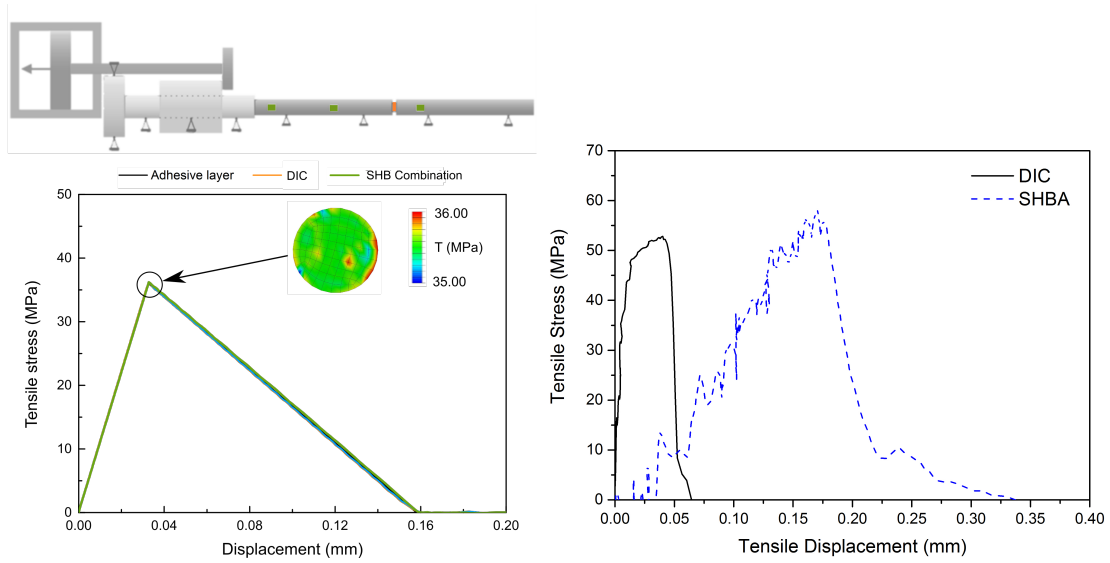 Adhesive layer DIC SHB Combination
50
40
30
20
10
0
Tensile stress (MPa)
36.00
T (MPa)
35.00
0.00 0.04 0.08 0.12 0.16 0.20
Displacement (mm)
70
60
50
40
30
20
10
0
Tensile Stress (MPa)
DIC
SHBA
0.00 0.05 0.10 0.15 0.20 0.25 0.30 0.35 0.40
Tensile Displacement (mm)